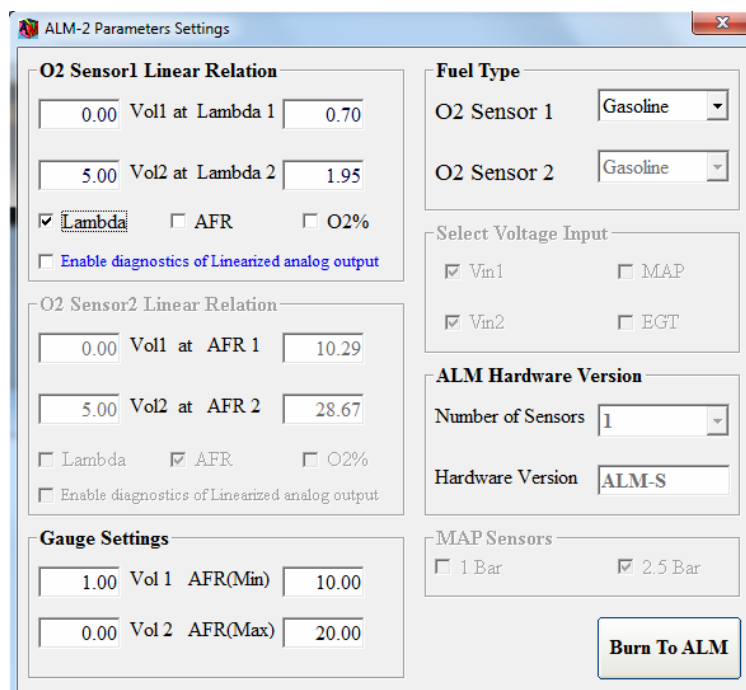 ALM-2 Parameters Settings
O2 Sensor1 Linear Relation
0.00 Vol1 at Lambda 1 0.70
5.00 Vol2 at Lambda 2 1.95
Lambda AFR O2%
Enable diagnostics of Linearized analog output
O2 Sensor2 Linear Relation
0.00 Vol1 at AFR 1 10.29
5.00 Vol2 at AFR 2 28.67
Lambda AFR O2%
Enable diagnostics of Linearized analog output
Gauge Settings
1.00 Vol 1 AFR(Min) 10.00
0.00 Vol 2 AFR(Max) 20.00
Fuel Type
O2 Sensor 1 Gasoline
O2 Sensor 2 Gasoline
Select Voltage Input
Vin1 MAP
Vin2 EGT
ALM Hardware Version
Number of Sensors 1
Hardware Version ALM-S
MAP Sensors
1 Bar 2.5 Bar
Burn To ALM